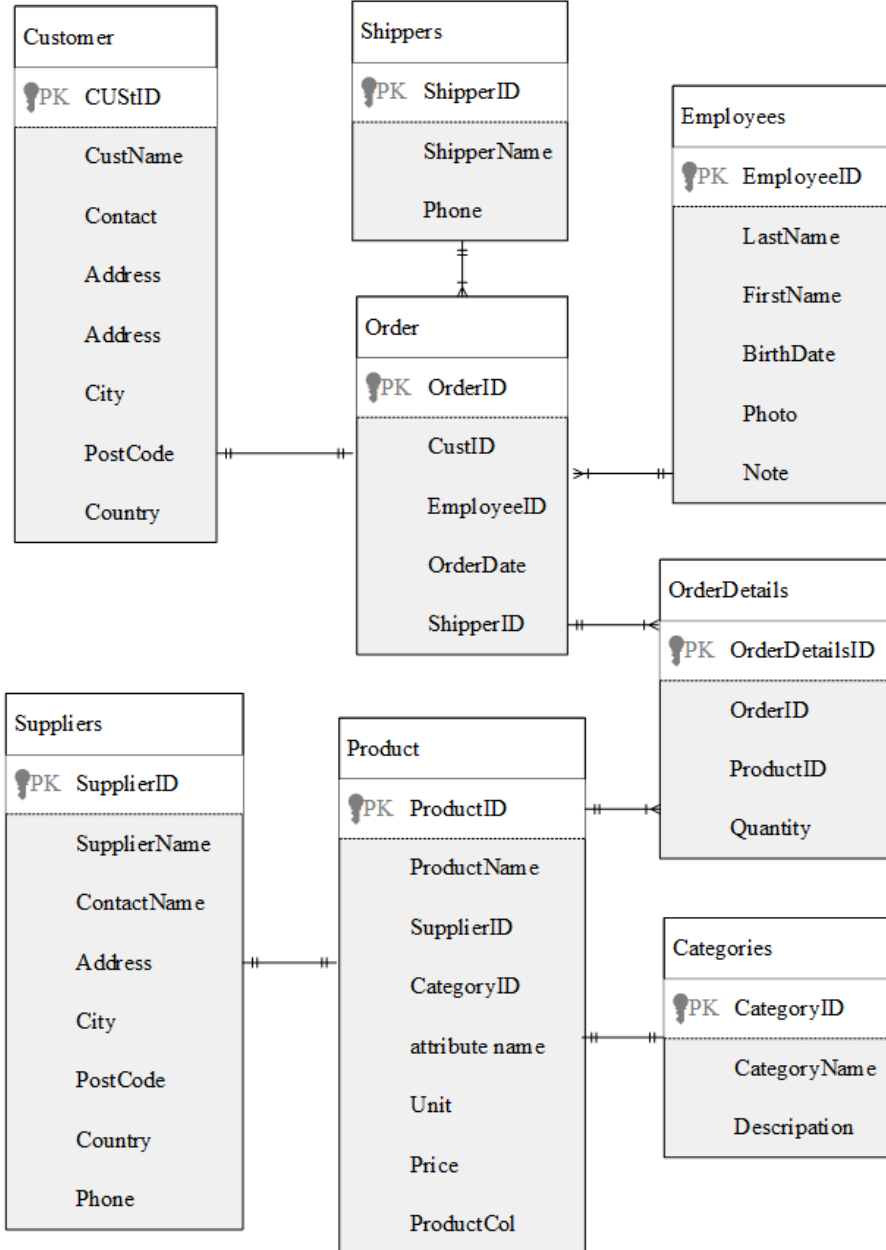 Customer
PK CUStID
CustName
Contact
Address
Address
City
PostCode
Country
Shippers
PK ShipperID
ShipperName
Phone
Employees
PK EmployeeID
LastName
FirstName
BirthDate
Photo
Note
Order
PK OrderID
CustID
EmployeeID
OrderDate
ShipperID
OrderDetails
PK OrderDetailsID
OrderID
ProductID
Quantity
Suppliers
PK SupplierID
SupplierName
ContactName
Address
City
PostCode
Country
Phone
Product
PK ProductID
ProductName
SupplierID
CategoryID
attribute name
Unit
Price
ProductCol
Categories
PK CategoryID
CategoryName
Descripation